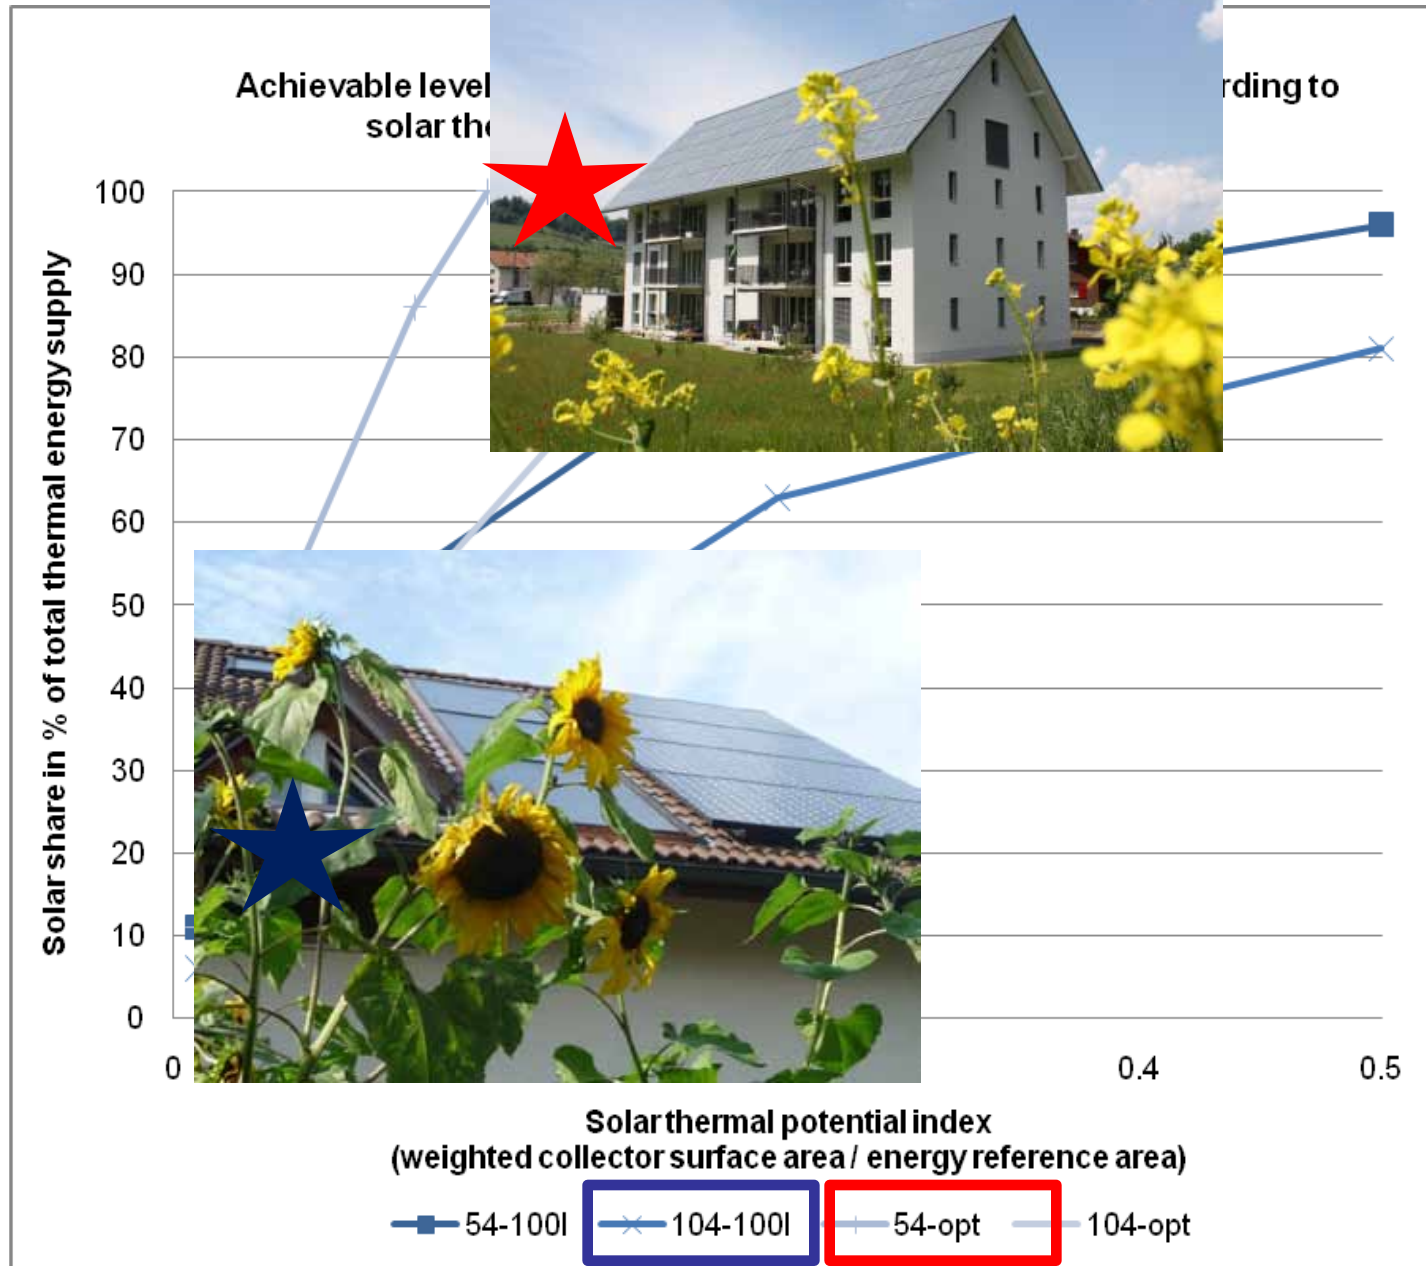 Achievable level
rding to
solar the
100
90
80
70
60
50
40
30
20
10
0
Solar share in % of total thermal energy supply
0
0.4
0.5
Solar thermal potential index
(weighted collector surface area / energy reference area)
54-100l
104-100l
54-opt
104-opt